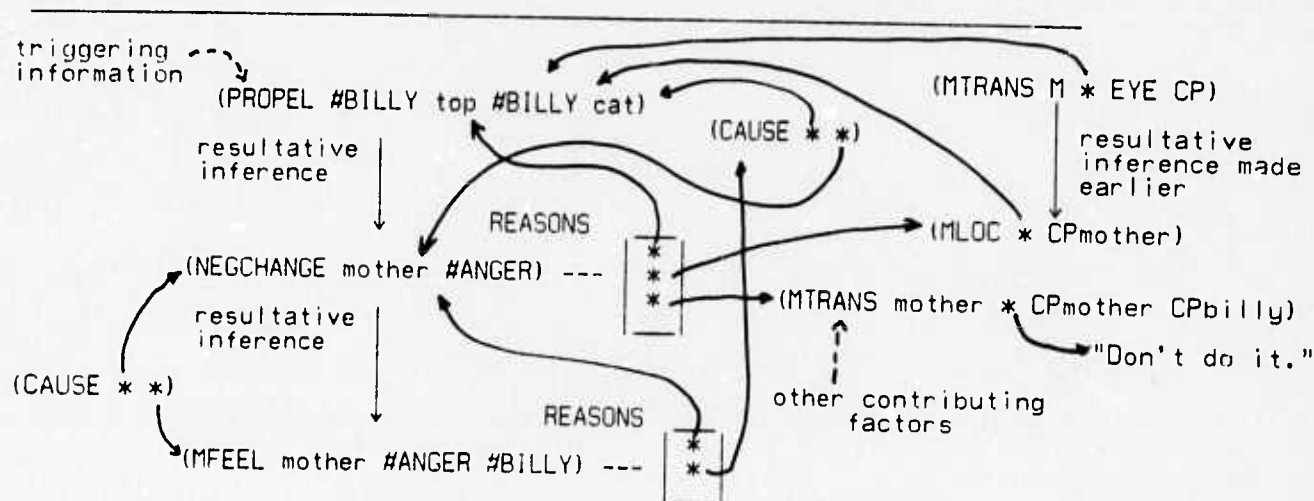 triggering
information
(PROPEL #BILLY top #BILLY cat)
(MTRANS M * EYE CP)
(CAUSE * *)
resultative
inference
resultative
inference made
earlier
REASONS
(MLOC * CPmother)
(NEGCHANGE mother #ANGER) ---
*
*
*
(MTRANS mother * CPmother CPbilly)
resultative
inference
"Don't do it."
(CAUSE * *)
other contributing
factors
REASONS
(MFEEL mother #ANGER #BILLY) ---
*
*